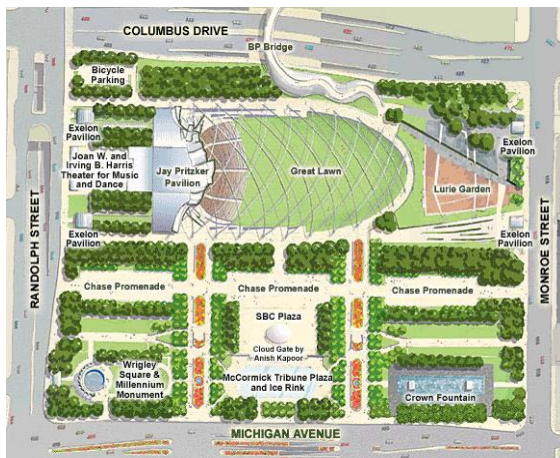 COLUMBUS DRIVE
BP Bridge
Bicycle
Parking
Exelon
Pavilion
Joan W. and
Irving B. Harris
Theater for Music
and Dance
Jay Pritzker
Pavilion
Great Lawn
Exelon
Pavilion
Lurie Garden
Exelon
Pavilion
Exelon
Pavilion
RANDOLPH STREET
MONROE STREET
Chase Promenade
Chase Promenade
Chase Promenade
SBC Plaza
Cloud Gate by
Anish Kapoor
Wrigley
Square &
Millennium
Monument
McCormick Tribune Plaza
and Ice Rink
Crown Fountain
MICHIGAN AVENUE